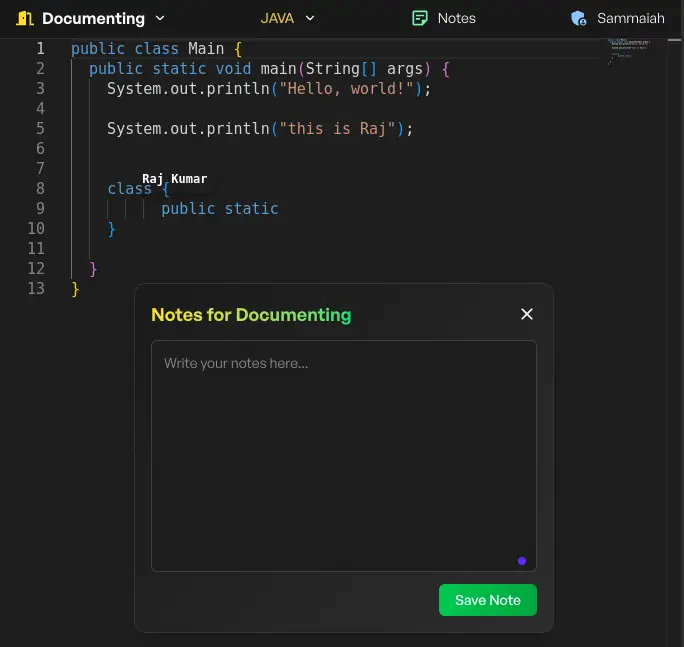 Documenting
JAVA
Notes
Sammaiah
1 public class Main {
2 public static void main(String[] args) {
3 System.out.println("Hello, world!");
4
5 System.out.println("this is Raj");
6
7
Raj Kumar
8 class {
9 public static
10 }
11
12 }
13 }
Notes for Documenting
Write your notes here...
Save Note